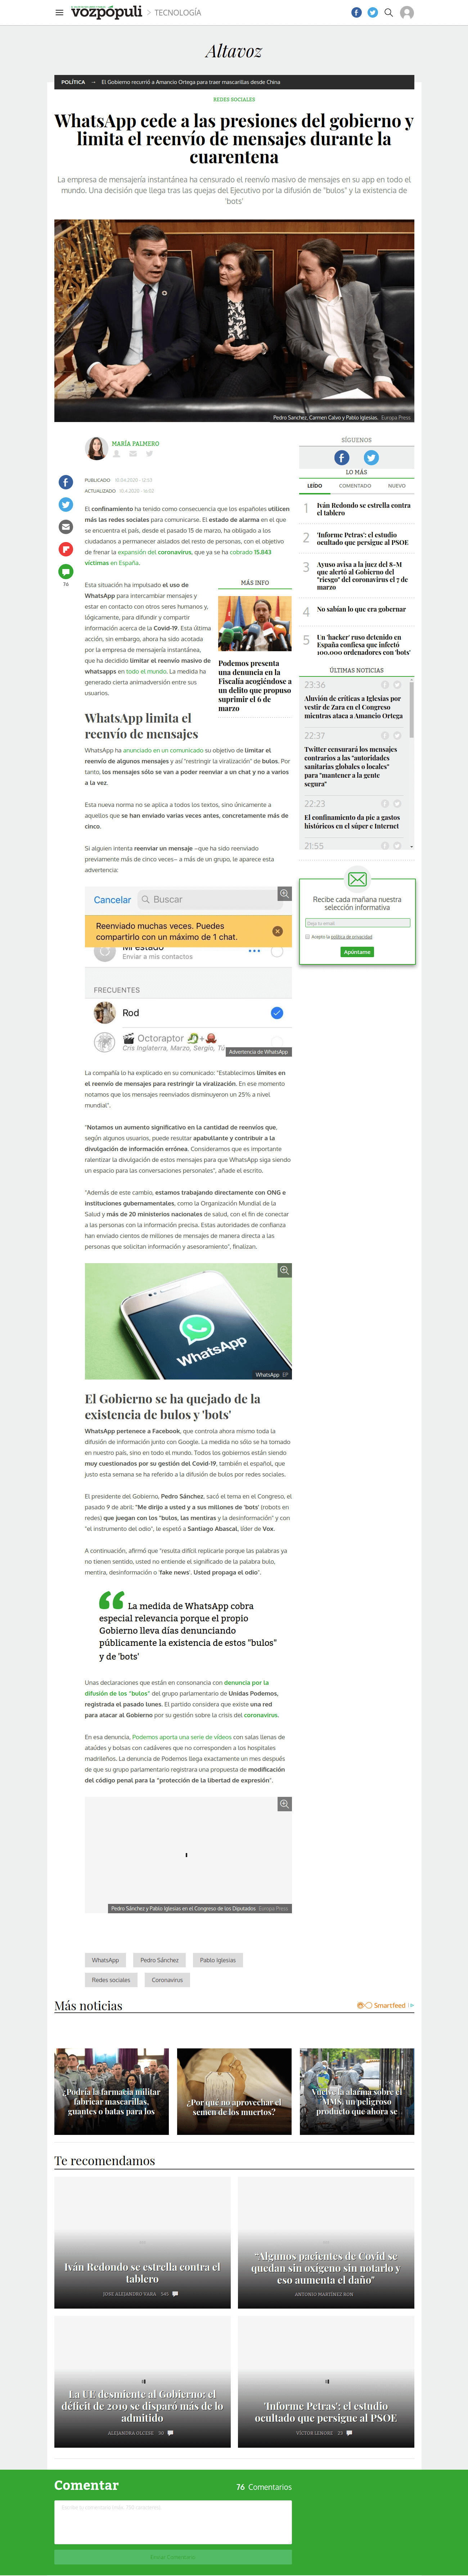 vozpópuli
> TECNOLOGÍA
Altavoz
POLÍTICA → El Gobierno recurrió a Amancio Ortega para traer mascarillas desde China
REDES SOCIALES
WhatsApp cede a las presiones del gobierno y
limita el reenvío de mensajes durante la
cuarentena
La empresa de mensajería instantánea ha censurado el reenvío masivo de mensajes en su app en todo el
mundo. Una decisión que llega tras las quejas del Ejecutivo por la difusión de "bulos" y la existencia de
'bots'
Pedro Sanchez, Carmen Calvo y Pablo Iglesias. Europa Press
MARÍA PALMERO
PUBLICADO
ACTUALIZADO
76
El confinamiento ha tenido como consecuencia que los españoles utilicen
más las redes sociales para comunicarse. El estado de alarma en el que
se encuentra el país, desde el pasado 15 de marzo, ha obligado a los
ciudadanos a permanecer aislados del resto de personas, con el objetivo
de frenar la expansión del coronavirus, que ya se ha cobrado 15.843
víctimas en España.
Esta situación ha impulsado el uso de
WhatsApp para intercambiar mensajes y
estar en contacto con otros seres humanos y,
lógicamente, para difundir y compartir
información acerca de la Covid-19. Esta última
acción, sin embargo, ahora ha sido acotada
por la empresa de mensajería instantánea,
que ha decidido limitar el reenvío masivo de
whatsapps en todo el mundo. La medida ha
generado cierta animadversión entre sus
usuarios.
MÁS INFO
Podemos presenta
una denuncia en la
Fiscalía acogiéndose a
un delito que propuso
suprimir el 6 de
marzo
WhatsApp limita el
reenvío de mensajes
WhatsApp ha anunciado en un comunicado su objetivo de limitar el
reenvío de algunos mensajes y así "restringir la viralización" de bulos. Por
tanto, los mensajes sólo se van a poder reenviar a un chat y no a varios
a la vez.
Esta nueva norma no se aplica a todos los textos, sino únicamente a
aquellos que se han enviado varias veces antes, concretamente más de
cinco.
Si alguien intenta reenviar un mensaje –que ha sido reenviado
previamente más de cinco veces– a más de un grupo, le aparece esta
advertencia:
Cancelar Buscar
Reenviado muchas veces. Puedes
compartirlo con un máximo de 1 chat.
Mi estado
Enviar a mis contactos
FRECUENTES
Rod
Octoraptor
Cris Inglaterra, Marzo, Sergio, Tú
Advertencia de WhatsApp
La compañía lo ha explicado en su comunicado: "Establecimos límites en
el reenvío de mensajes para restringir la viralización. En ese momento
notamos que los mensajes reenviados disminuyeron un 25% a nivel
mundial".
"Notamos un aumento significativo en la cantidad de reenvíos que,
según algunos usuarios, puede resultar apabullante y contribuir a la
divulgación de información errónea. Consideramos que es importante
ralentizar la divulgación de estos mensajes para que WhatsApp siga siendo
un espacio para las conversaciones personales", añade el escrito.
"Además de este cambio, estamos trabajando directamente con ONG e
instituciones gubernamentales, como la Organización Mundial de la
Salud y más de 20 ministerios nacionales de salud, con el fin de conectar
a las personas con la información precisa. Estas autoridades de confianza
han enviado cientos de millones de mensajes de manera directa a las
personas que solicitan información y asesoramiento", finalizan.
WhatsApp
WhatsApp EP
El Gobierno se ha quejado de la
existencia de bulos y 'bots'
WhatsApp pertenece a Facebook, que controla ahora mismo toda la
difusión de información junto con Google. La medida no sólo se ha tomado
en nuestro país, sino en todo el mundo. Todos los gobiernos están siendo
muy cuestionados por su gestión del Covid-19, también el español, que
justo esta semana se ha referido a la difusión de bulos por redes sociales.
El presidente del Gobierno, Pedro Sánchez, sacó el tema en el Congreso, el
pasado 9 de abril: "Me dirijo a usted y a sus millones de 'bots' (robots en
redes) que juegan con los "bulos, las mentiras y la desinformación" y con
"el instrumento del odio", le espetó a Santiago Abascal, líder de Vox.
A continuación, afirmó que "resulta difícil replicarle porque las palabras ya
no tienen sentido, usted no entiende el significado de la palabra bulo,
mentira, desinformación o 'fake news'. Usted propaga el odio".
La medida de WhatsApp cobra
especial relevancia porque el propio
Gobierno lleva días denunciando
públicamente la existencia de estos "bulos"
y de 'bots'
Unas declaraciones que están en consonancia con denuncia por la
difusión de los "bulos" del grupo parlamentario de Unidas Podemos,
registrada el pasado lunes. El partido considera que existe una red
para atacar al Gobierno por su gestión sobre la crisis del coronavirus.
En esa denuncia, Podemos aporta una serie de vídeos con salas llenas de
ataúdes y bolsas con cadáveres que no corresponden a los hospitales
madrileños. La denuncia de Podemos llega exactamente un mes después
de que su grupo parlamentario registrara una propuesta de modificación
del código penal para la "protección de la libertad de expresión".
Pedro Sánchez y Pablo Iglesias en el Congreso de los Diputados Europa Press
WhatsApp
Pedro Sánchez
Pablo Iglesias
Redes sociales
Coronavirus
SÍGUENOS
LO MÁS
LEÍDO COMENTADO NUEVO
1 Iván Redondo se estrella contra
el tablero
2 'Informe Petras': el estudio
ocultado que persigue al PSOE
3 Ayuso avisa a la juez del 8-M
que alertó al Gobierno del
"riesgo" del coronavirus el 7 de
marzo
4 No sabían lo que era gobernar
5 Un 'hacker' ruso detenido en
España confiesa que infectó
100.000 ordenadores con 'bots'
ÚLTIMAS NOTICIAS
23:36
Aluvión de críticas a Iglesias por
vestir de Zara en el Congreso
mientras ataca a Amancio Ortega
22:37
Twitter censurará los mensajes
contrarios a las "autoridades
sanitarias globales o locales"
para "mantener a la gente
segura"
22:23
El confinamiento da pie a gastos
históricos en el súper e Internet
21:55
Recibe cada mañana nuestra
selección informativa
Deja tu email
Acepto la política de privacidad
Apúntame
Más noticias
Smartfeed
¿Podría la farmacia militar
fabricar mascarillas,
guantes o batas para los
¿Por qué no aprovechar el
semen de los muertos?
Vuelve la alarma sobre el
MMS, un peligroso
producto que ahora se
Te recomendamos
Iván Redondo se estrella contra el
tablero
JOSE ALEJANDRO VARA 545
"Algunos pacientes de Covid se
quedan sin oxígeno sin notarlo y
eso aumenta el daño"
ANTONIO MARTÍNEZ RON
La UE desmiente al Gobierno: el
déficit de 2019 se disparó más de lo
admitido
ALEJANDRA OLCESE 90
'Informe Petras': el estudio
ocultado que persigue al PSOE
VÍCTOR LENORE 23
Comentar
76 Comentarios
Enviar Comentario